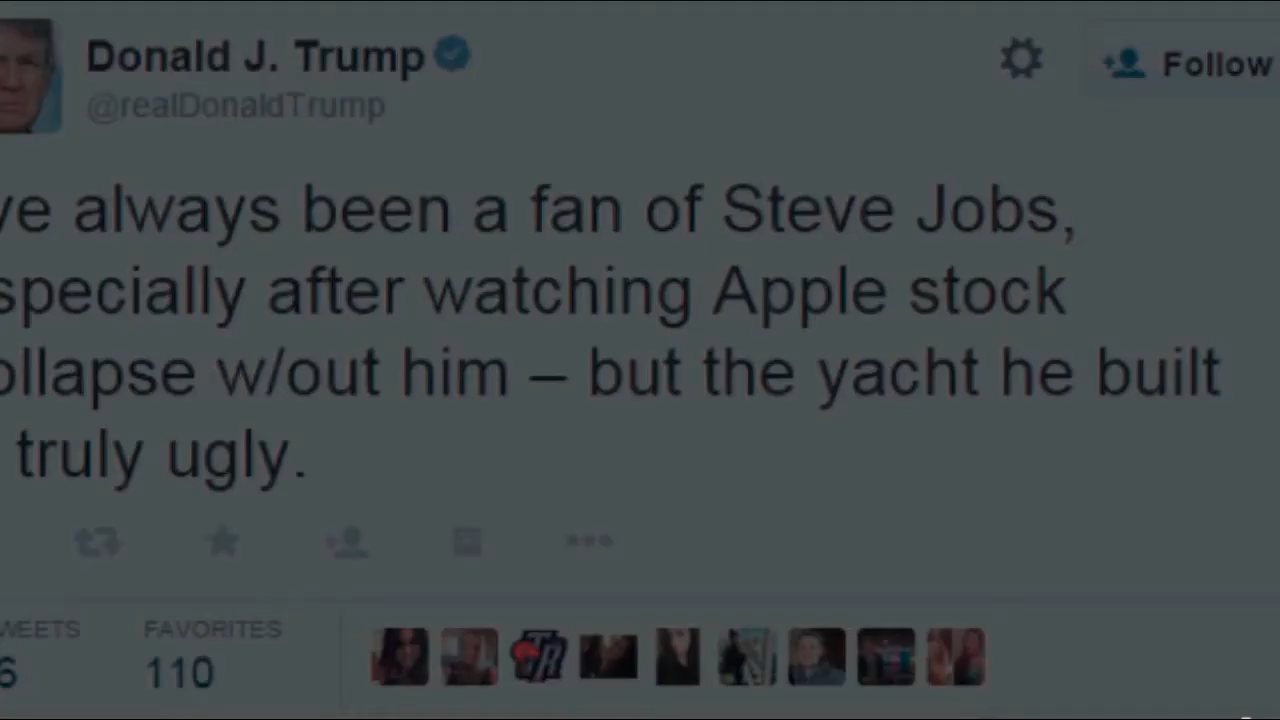 Donald J. Trump
Follow
@realDonaldTrump
ve always been a fan of Steve Jobs,
specially after watching Apple stock
ollapse w/out him – but the yacht he built
truly ugly.
WEETS FAVORITES
6 110